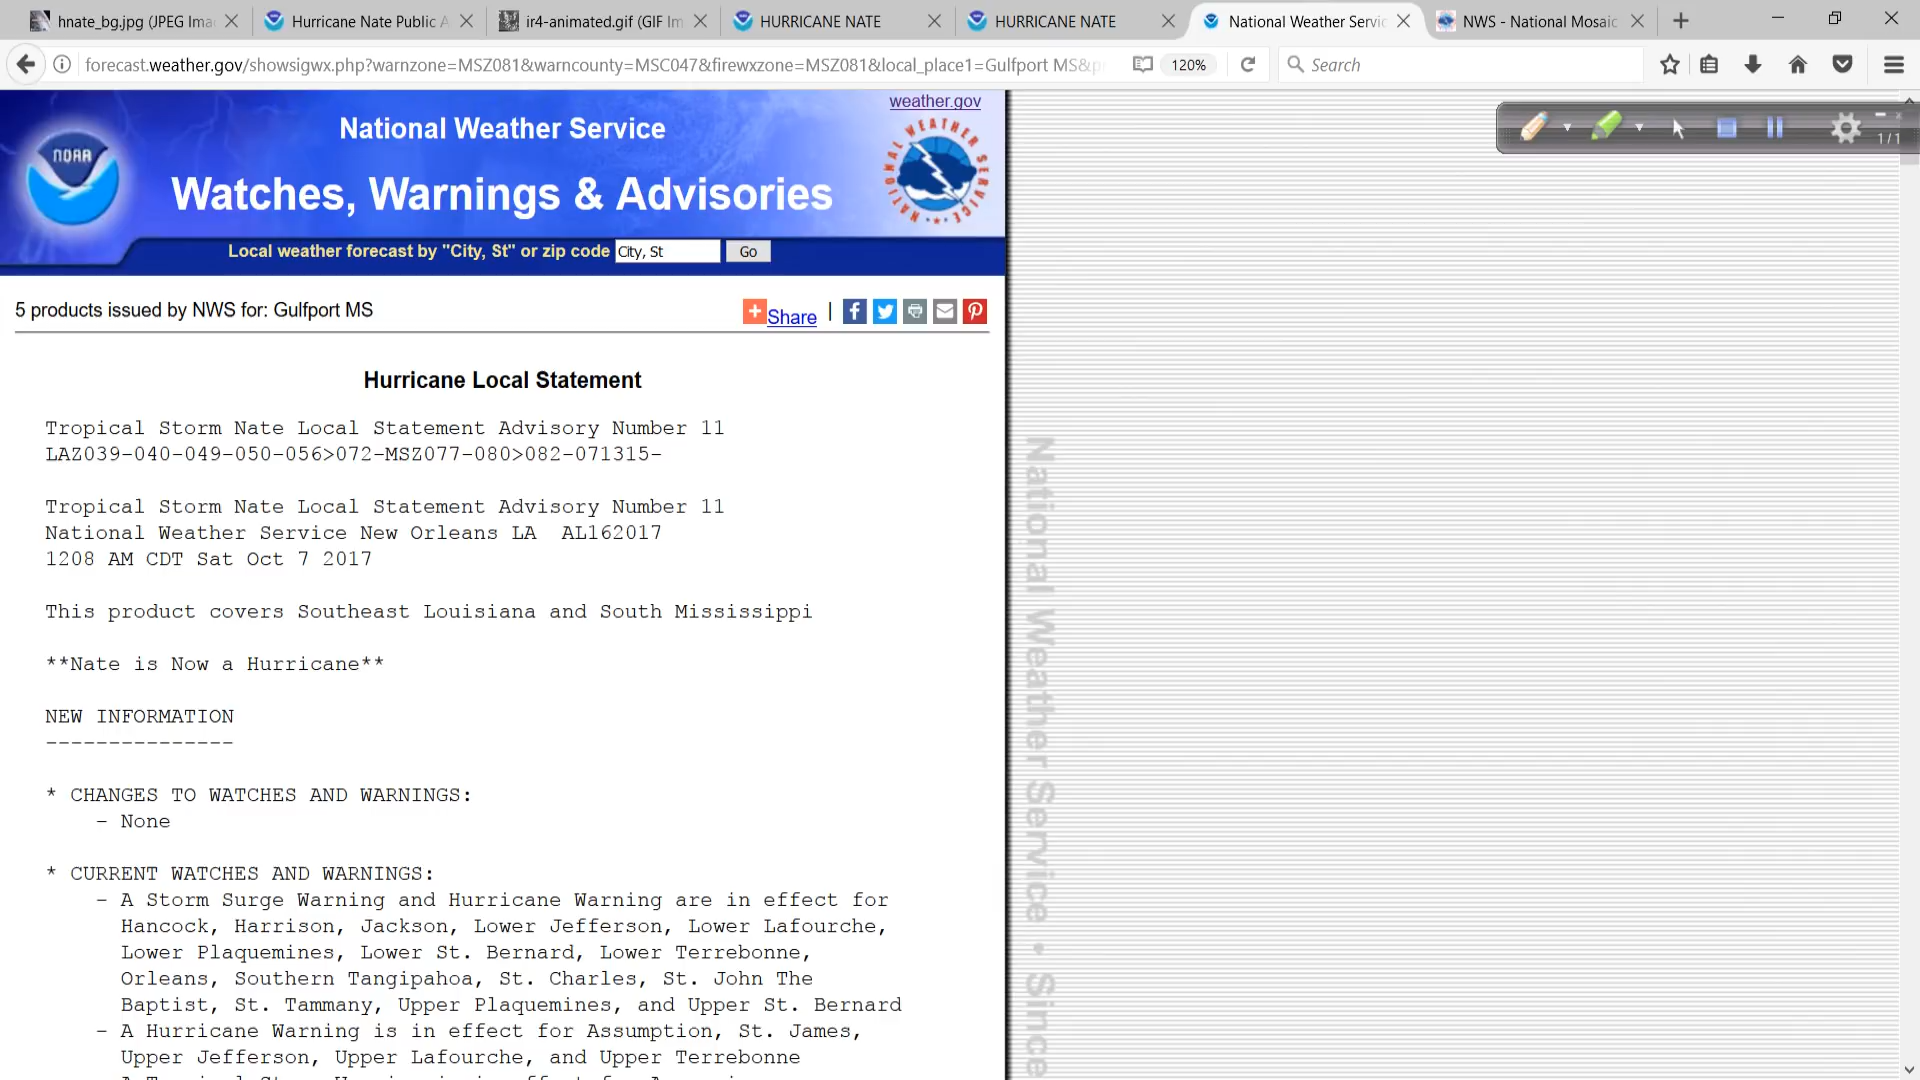 hnate_bg.jpg (JPEG Ima
Hurricane Nate Public A
ir4-animated.gif (GIF Im
HURRICANE NATE
HURRICANE NATE
National Weather Servic
NWS - National Mosaic
forecast.weather.gov/showsigwx.php?warnzone=MSZ081&warncounty=MSC047&firewxzone=MSZ081&local_place1=Gulfport MS&p
120%
Search
weather.gov
National Weather Service
NOAA
NATIONAL WEATHER SERVICE
Watches, Warnings & Advisories
Local weather forecast by "City, St" or zip code
City, St
Go
1/1
5 products issued by NWS for: Gulfport MS
Share |
Hurricane Local Statement
Tropical Storm Nate Local Statement Advisory Number 11
LAZ039-040-049-050-056>072-MSZ077-080>082-071315-
Tropical Storm Nate Local Statement Advisory Number 11
National Weather Service New Orleans LA  AL162017
1208 AM CDT Sat Oct 7 2017
This product covers Southeast Louisiana and South Mississippi
**Nate is Now a Hurricane**
NEW INFORMATION
---------------
* CHANGES TO WATCHES AND WARNINGS:
- None
* CURRENT WATCHES AND WARNINGS:
- A Storm Surge Warning and Hurricane Warning are in effect for
Hancock, Harrison, Jackson, Lower Jefferson, Lower Lafourche,
Lower Plaquemines, Lower St. Bernard, Lower Terrebonne,
Orleans, Southern Tangipahoa, St. Charles, St. John The
Baptist, St. Tammany, Upper Plaquemines, and Upper St. Bernard
- A Hurricane Warning is in effect for Assumption, St. James,
Upper Jefferson, Upper Lafourche, and Upper Terrebonne
National Weather Service • Since